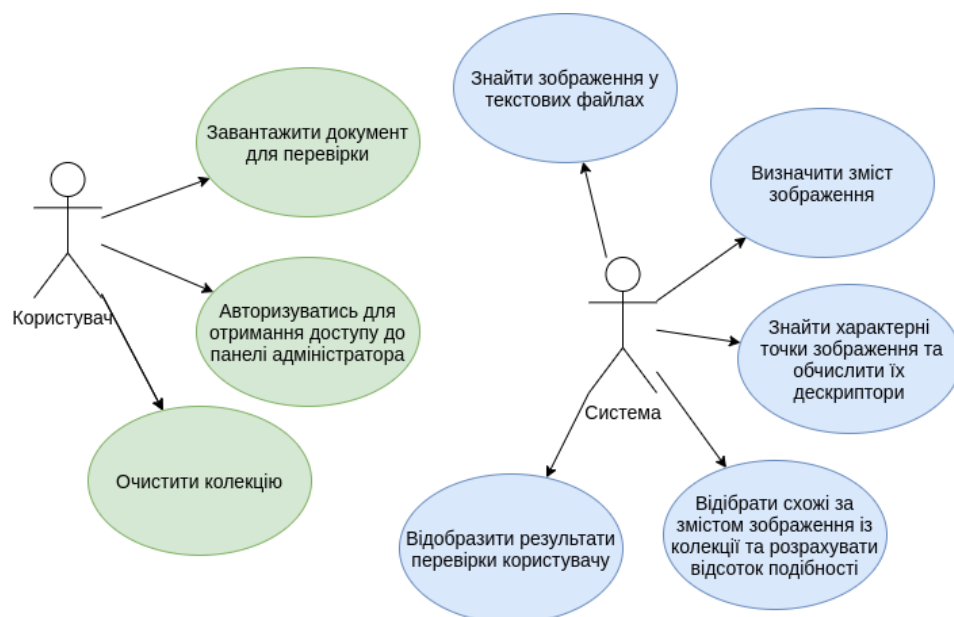 Знайти зображення у
текстових файлах
Завантажити документ
для перевірки
Визначити зміст
зображення
Користувач
Авторизуватись для
отримання доступу до
панелі адміністратора
Знайти характерні
точки зображення та
обчислити їх
дескриптори
Система
Очистити колекцію
Відобразити результати
перевірки користувачу
Відібрати схожі за
змістом зображення із
колекції та розрахувати
відсоток подібності